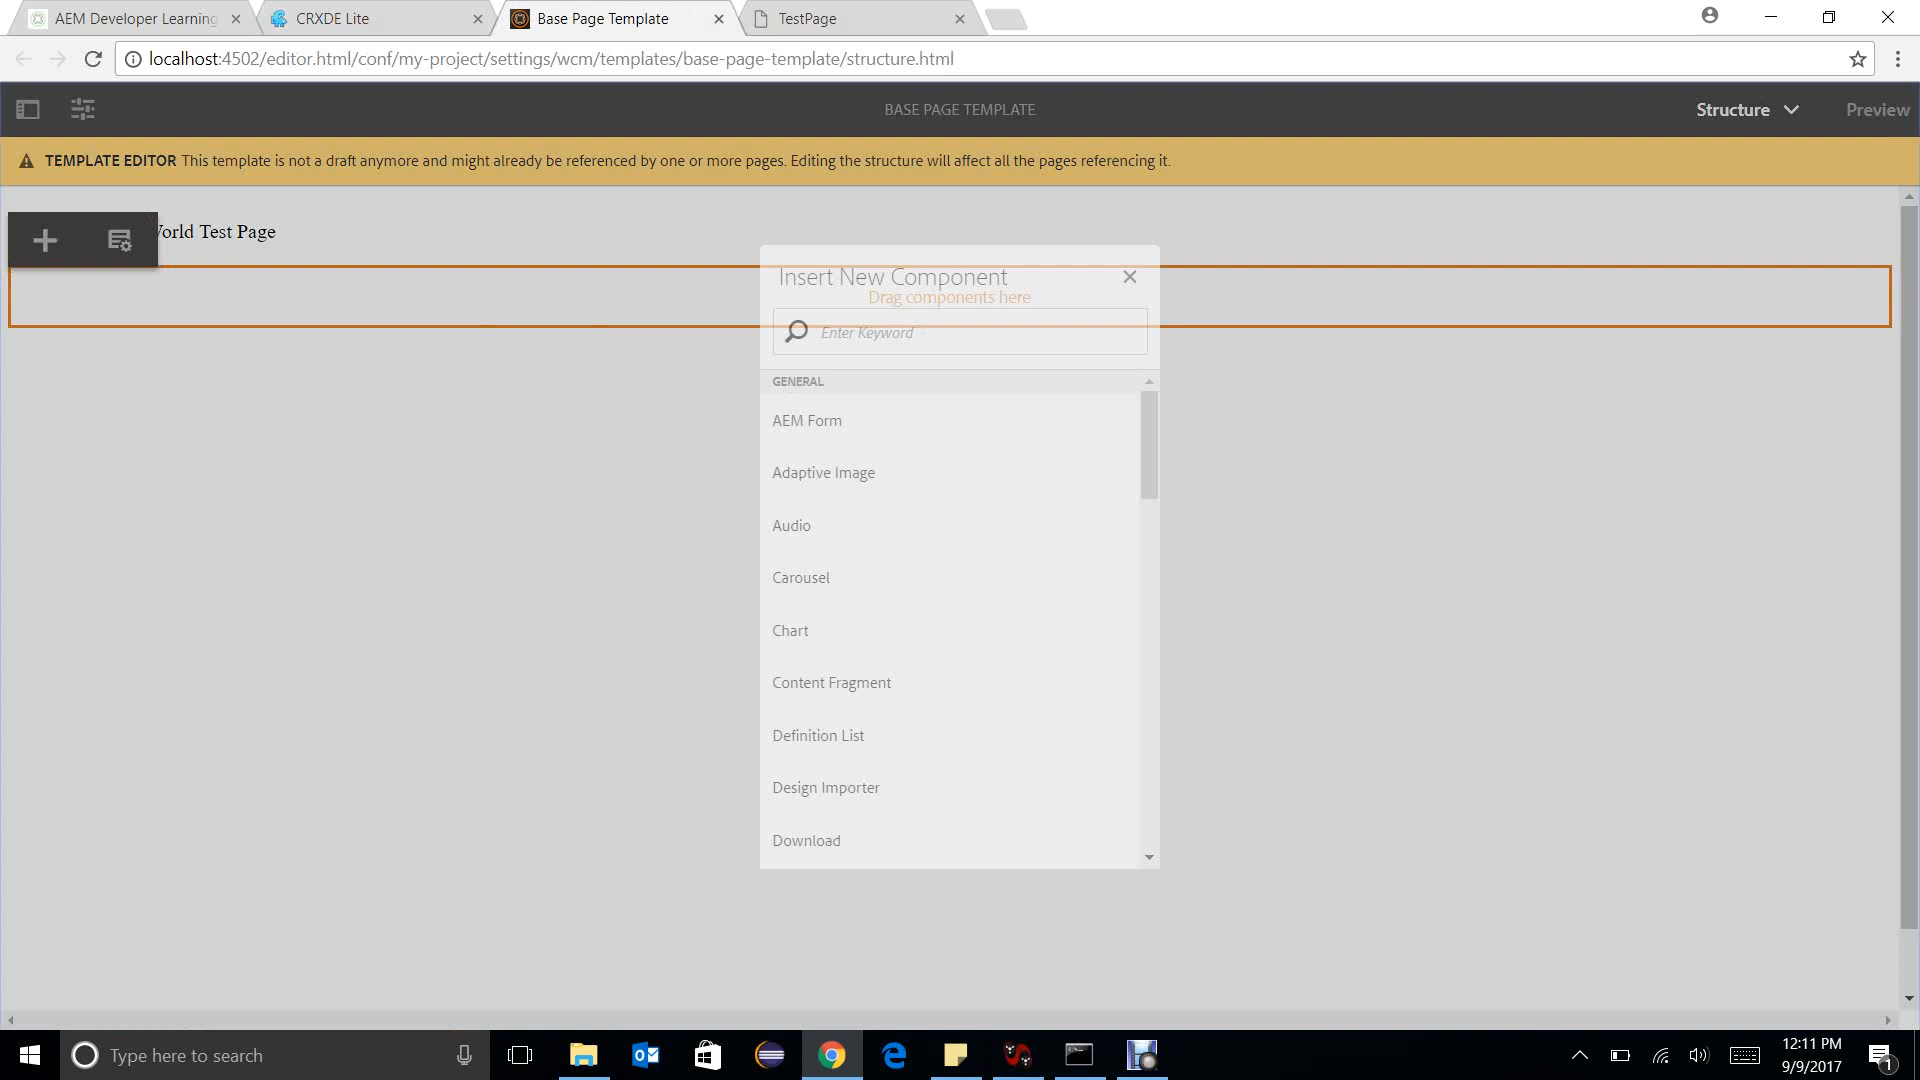 AEM Developer Learning
CRXDE Lite
Base Page Template
TestPage
localhost:4502/editor.html/conf/my-project/settings/wcm/templates/base-page-template/structure.html
BASE PAGE TEMPLATE
Structure
Preview
TEMPLATE EDITOR This template is not a draft anymore and might already be referenced by one or more pages. Editing the structure will affect all the pages referencing it.
World Test Page
Insert New Component
Drag components here
Enter Keyword
GENERAL
AEM Form
Adaptive Image
Audio
Carousel
Chart
Content Fragment
Definition List
Design Importer
Download
Type here to search
12:11 PM
9/9/2017
1